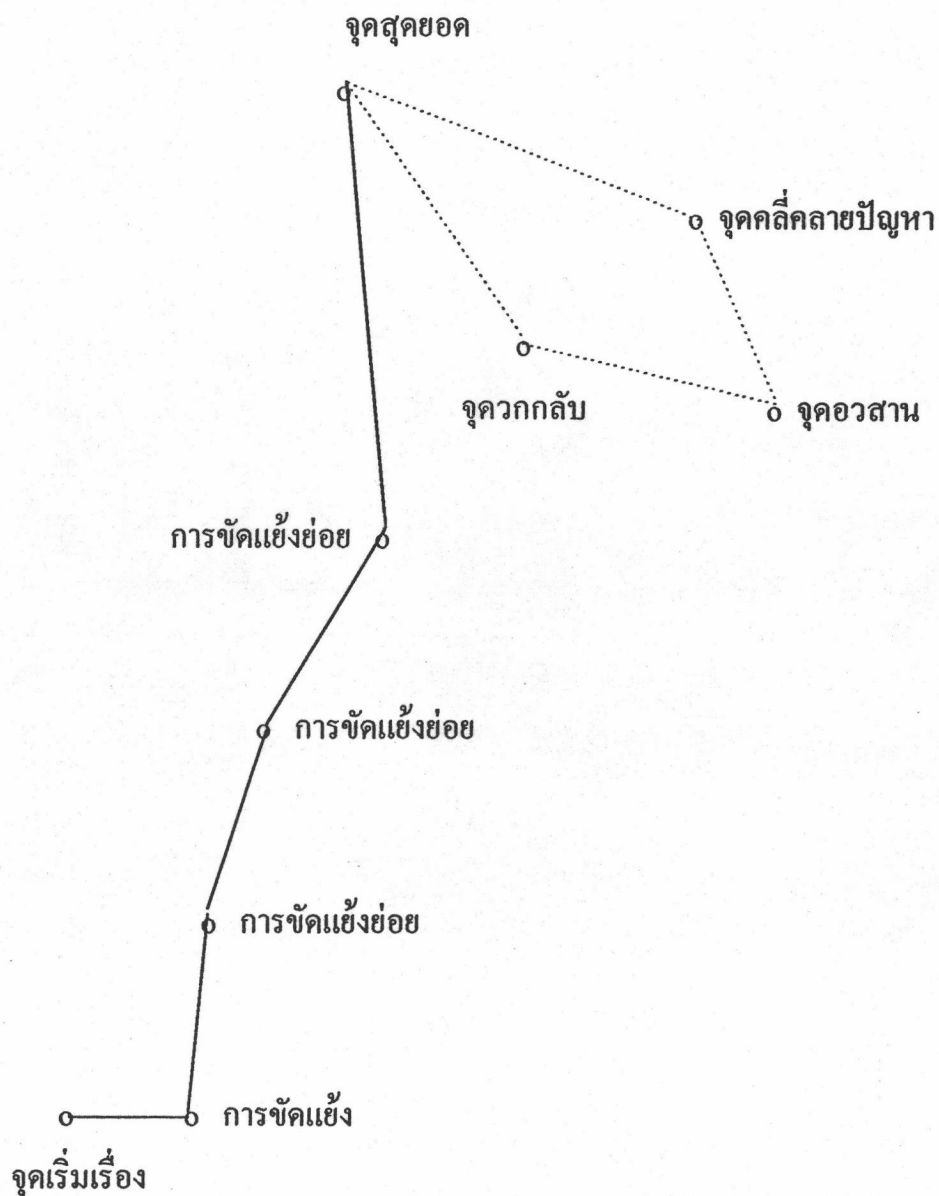 จุดสุดยอด
จุดคลี่คลายปัญหา
จุดวกกลับ
จุดอวสาน
การขัดแย้งย่อย
การขัดแย้งย่อย
การขัดแย้งย่อย
การขัดแย้ง
จุดเริ่มเรื่อง